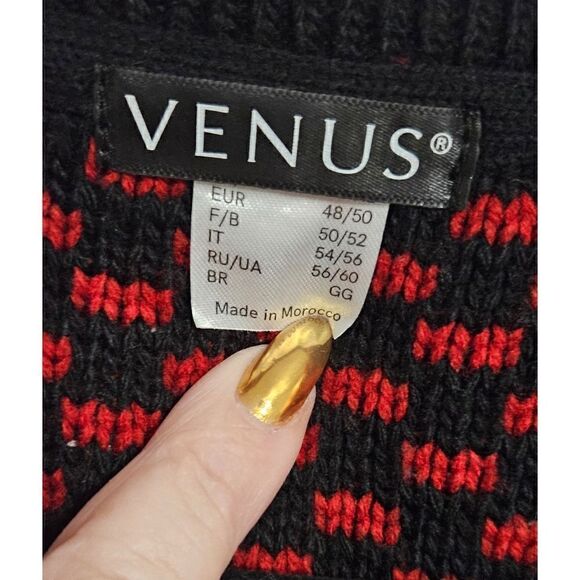 VENUS®
EUR 48/50
F/B 50/52
IT 54/56
RU/UA 56/60
BR GG
Made in Morocco